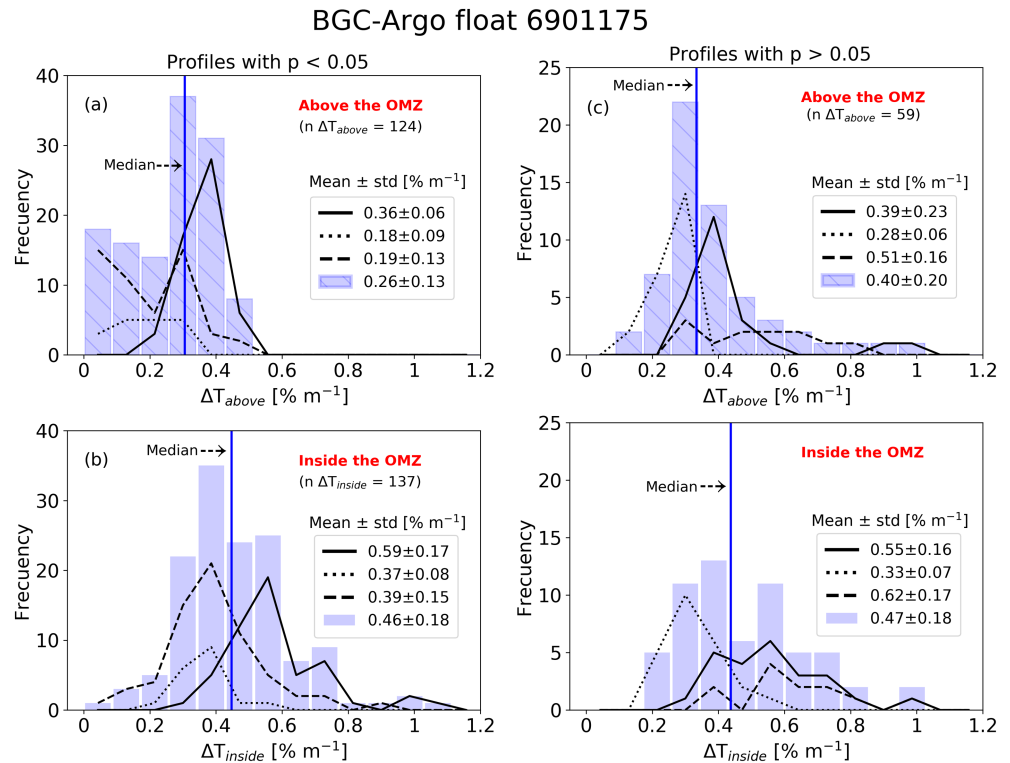 BGC-Argo float 6901175
Profiles with p < 0.05
(a)
Above the OMZ
(n ΔT_above = 124)
Median
Mean ± std [% m⁻¹]
0.36±0.06
0.18±0.09
0.19±0.13
0.26±0.13
Frecuency
40
30
20
10
0
0 0.2 0.4 0.6 0.8 1 1.2
ΔT_above [% m⁻¹]
Profiles with p > 0.05
(c)
Above the OMZ
(n ΔT_above = 59)
Median
Mean ± std [% m⁻¹]
0.39±0.23
0.28±0.06
0.51±0.16
0.40±0.20
Frecuency
25
20
15
10
5
0
0 0.2 0.4 0.6 0.8 1 1.2
ΔT_above [% m⁻¹]
(b)
Inside the OMZ
(n ΔT_inside = 137)
Median
Mean ± std [% m⁻¹]
0.59±0.17
0.37±0.08
0.39±0.15
0.46±0.18
Frecuency
40
30
20
10
0
0 0.2 0.4 0.6 0.8 1 1.2
ΔT_inside [% m⁻¹]
Inside the OMZ
Median
Mean ± std [% m⁻¹]
0.55±0.16
0.33±0.07
0.62±0.17
0.47±0.18
Frecuency
25
20
15
10
5
0
0 0.2 0.4 0.6 0.8 1 1.2
ΔT_inside [% m⁻¹]